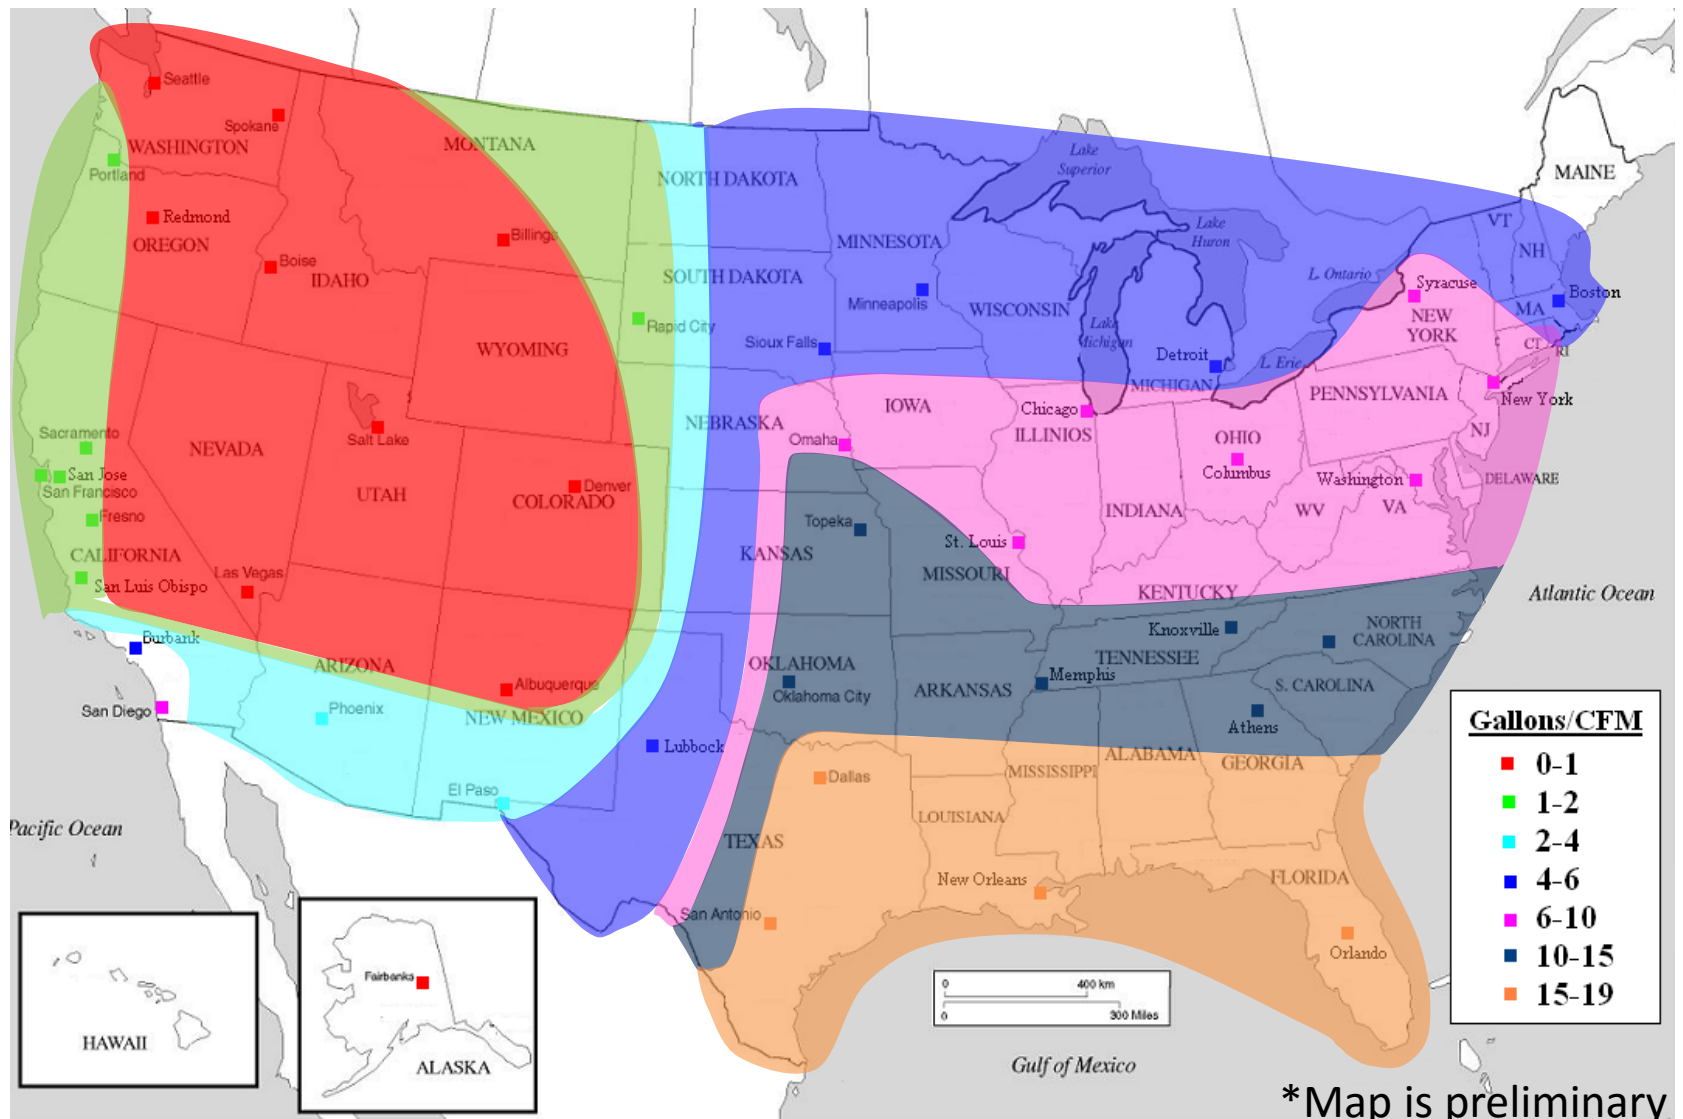 Seattle
Spokane
WASHINGTON
MONTANA
Portland
NORTH DAKOTA
Lake
Superior
MAINE
Redmond
OREGON
Billings
Boise
IDAHO
MINNESOTA
Lake
Huron
VT
NH
SOUTH DAKOTA
L. Ontario
Minneapolis
WISCONSIN
Syracuse
NEW
YORK
Boston
MA
Rapid City
WYOMING
Sioux Falls
Lake
Michigan
Detroit
L. Erie
CT
RI
MICHIGAN
PENNSYLVANIA
New York
NEBRASKA
IOWA
Chicago
ILLINIOS
OHIO
Columbus
NJ
Sacramento
San Jose
San Francisco
NEVADA
Salt Lake
UTAH
Denver
COLORADO
Omaha
Washington
DELAWARE
Fresno
INDIANA
WV
VA
CALIFORNIA
Las Vegas
San Luis Obispo
Topeka
KANSAS
St. Louis
MISSOURI
KENTUCKY
Atlantic Ocean
Burbank
ARIZONA
Albuquerque
NEW MEXICO
OKLAHOMA
Oklahoma City
ARKANSAS
Knoxville
TENNESSEE
Memphis
NORTH
CAROLINA
S. CAROLINA
Athens
San Diego
Phoenix
Lubbock
El Paso
Dallas
MISSISSIPPI
ALABAMA
GEORGIA
LOUISIANA
TEXAS
Pacific Ocean
New Orleans
San Antonio
FLORIDA
Orlando
Gallons/CFM
0-1
1-2
2-4
4-6
6-10
10-15
15-19
HAWAII
Fairbanks
ALASKA
0 400 km
0 300 Miles
Gulf of Mexico
*Map is preliminary